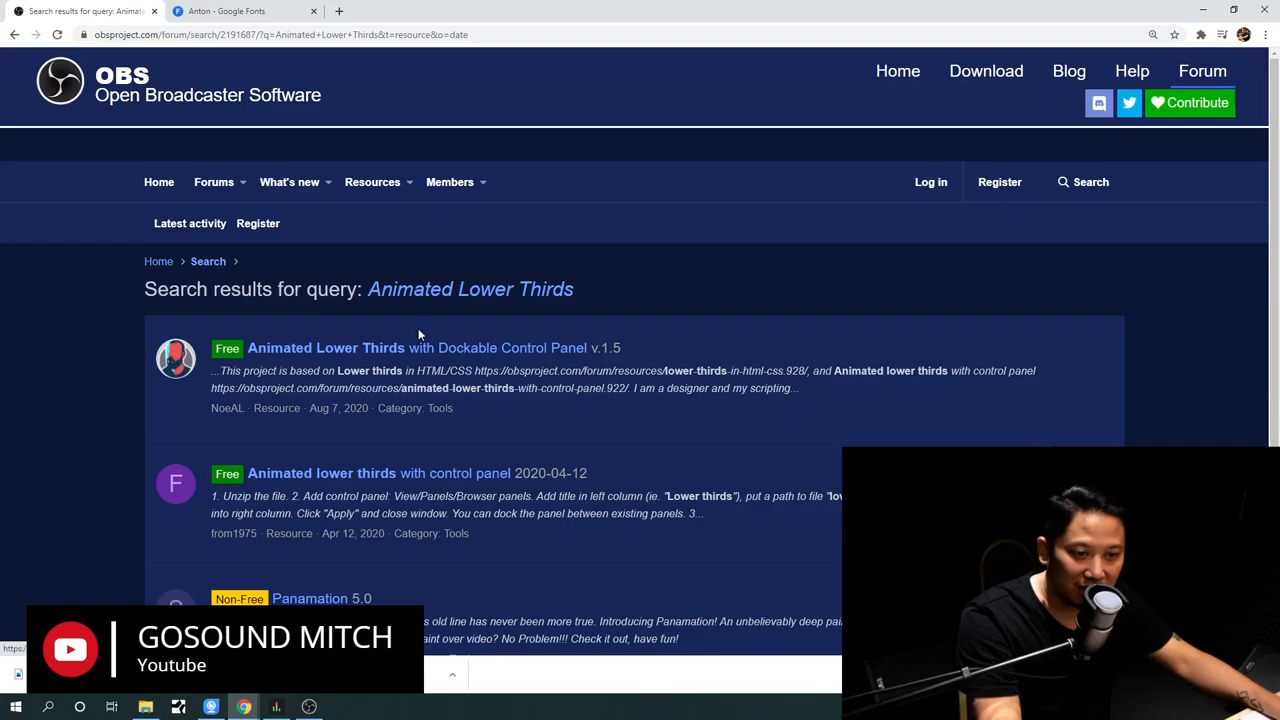 Search results for query: Animate
Anton - Google Fonts
obsproject.com/forum/search/2191687/?q=Animated+Lower+Thirds&t=resource&o=date
OBS
Open Broadcaster Software
Home
Download
Blog
Help
Forum
Contribute
Home
Forums
What's new
Resources
Members
Log in
Register
Search
Latest activity
Register
Home
Search
Search results for query: Animated Lower Thirds
Free Animated Lower Thirds with Dockable Control Panel v.1.5
...This project is based on Lower thirds in HTML/CSS https://obsproject.com/forum/resources/lower-thirds-in-html-css.928/, and Animated lower thirds with control panel
https://obsproject.com/forum/resources/animated-lower-thirds-with-control-panel.922/. I am a designer and my scripting...
NoeAL · Resource · Aug 7, 2020 · Category: Tools
F
Free Animated lower thirds with control panel 2020-04-12
1. Unzip the file. 2. Add control panel: View/Panels/Browser panels. Add title in left column (ie. "Lower thirds"), put a path to file "lov
into right column. Click "Apply" and close window. You can dock the panel between existing panels. 3...
from1975 · Resource · Apr 12, 2020 · Category: Tools
Non-Free Panamation 5.0
s old line has never been more true. Introducing Panamation! An unbelievably deep pai
aint over video? No Problem!!! Check it out, have fun!
https:/
GOSOUND MITCH
Youtube